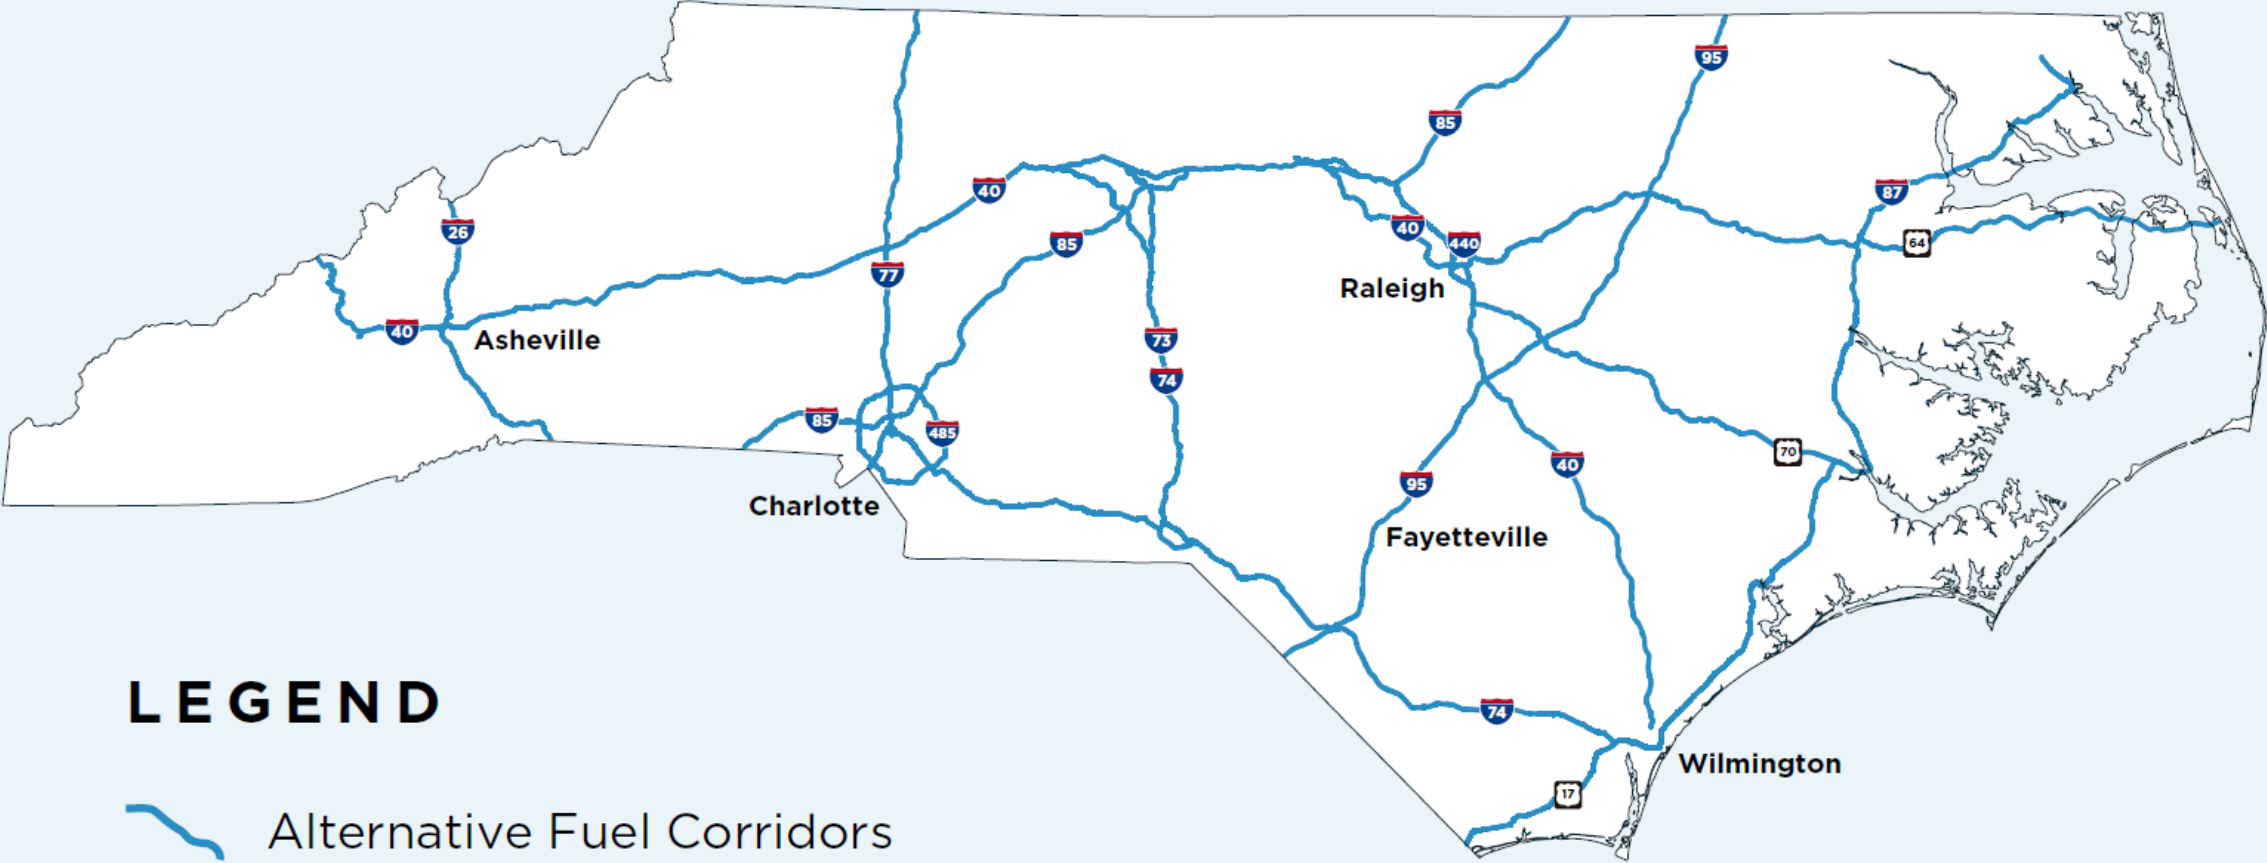 95
85
40
87
40
26
440
85
64
77
Raleigh
40
Asheville
73
74
85
485
70
40
95
Charlotte
Fayetteville
LEGEND
74
Wilmington
17
Alternative Fuel Corridors